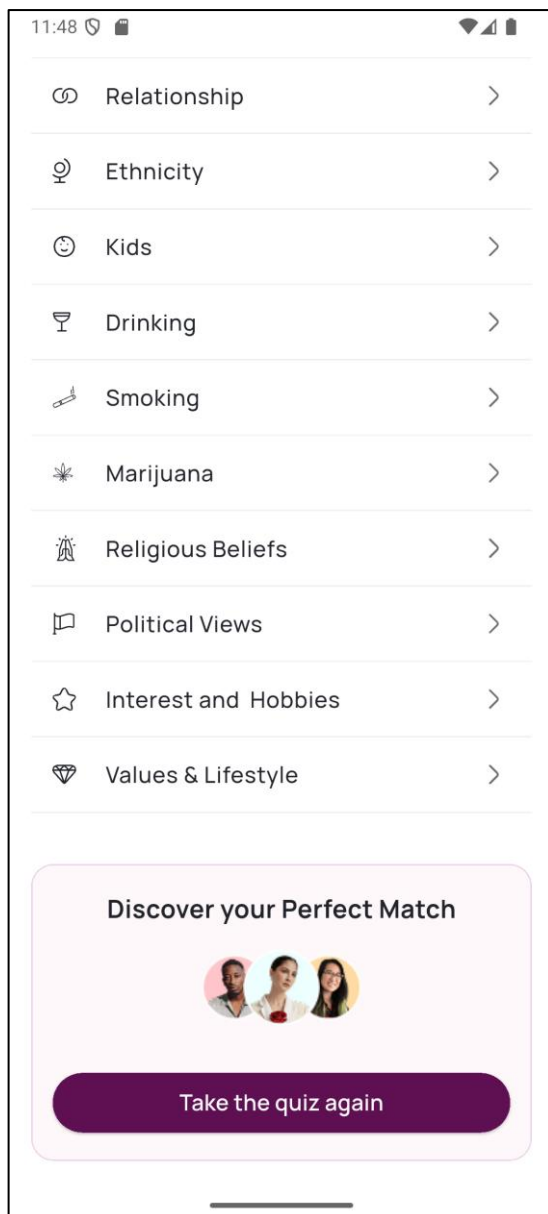 11:48
Relationship
Ethnicity
Kids
Drinking
Smoking
Marijuana
Religious Beliefs
Political Views
Interest and  Hobbies
Values & Lifestyle
Discover your Perfect Match
Take the quiz again